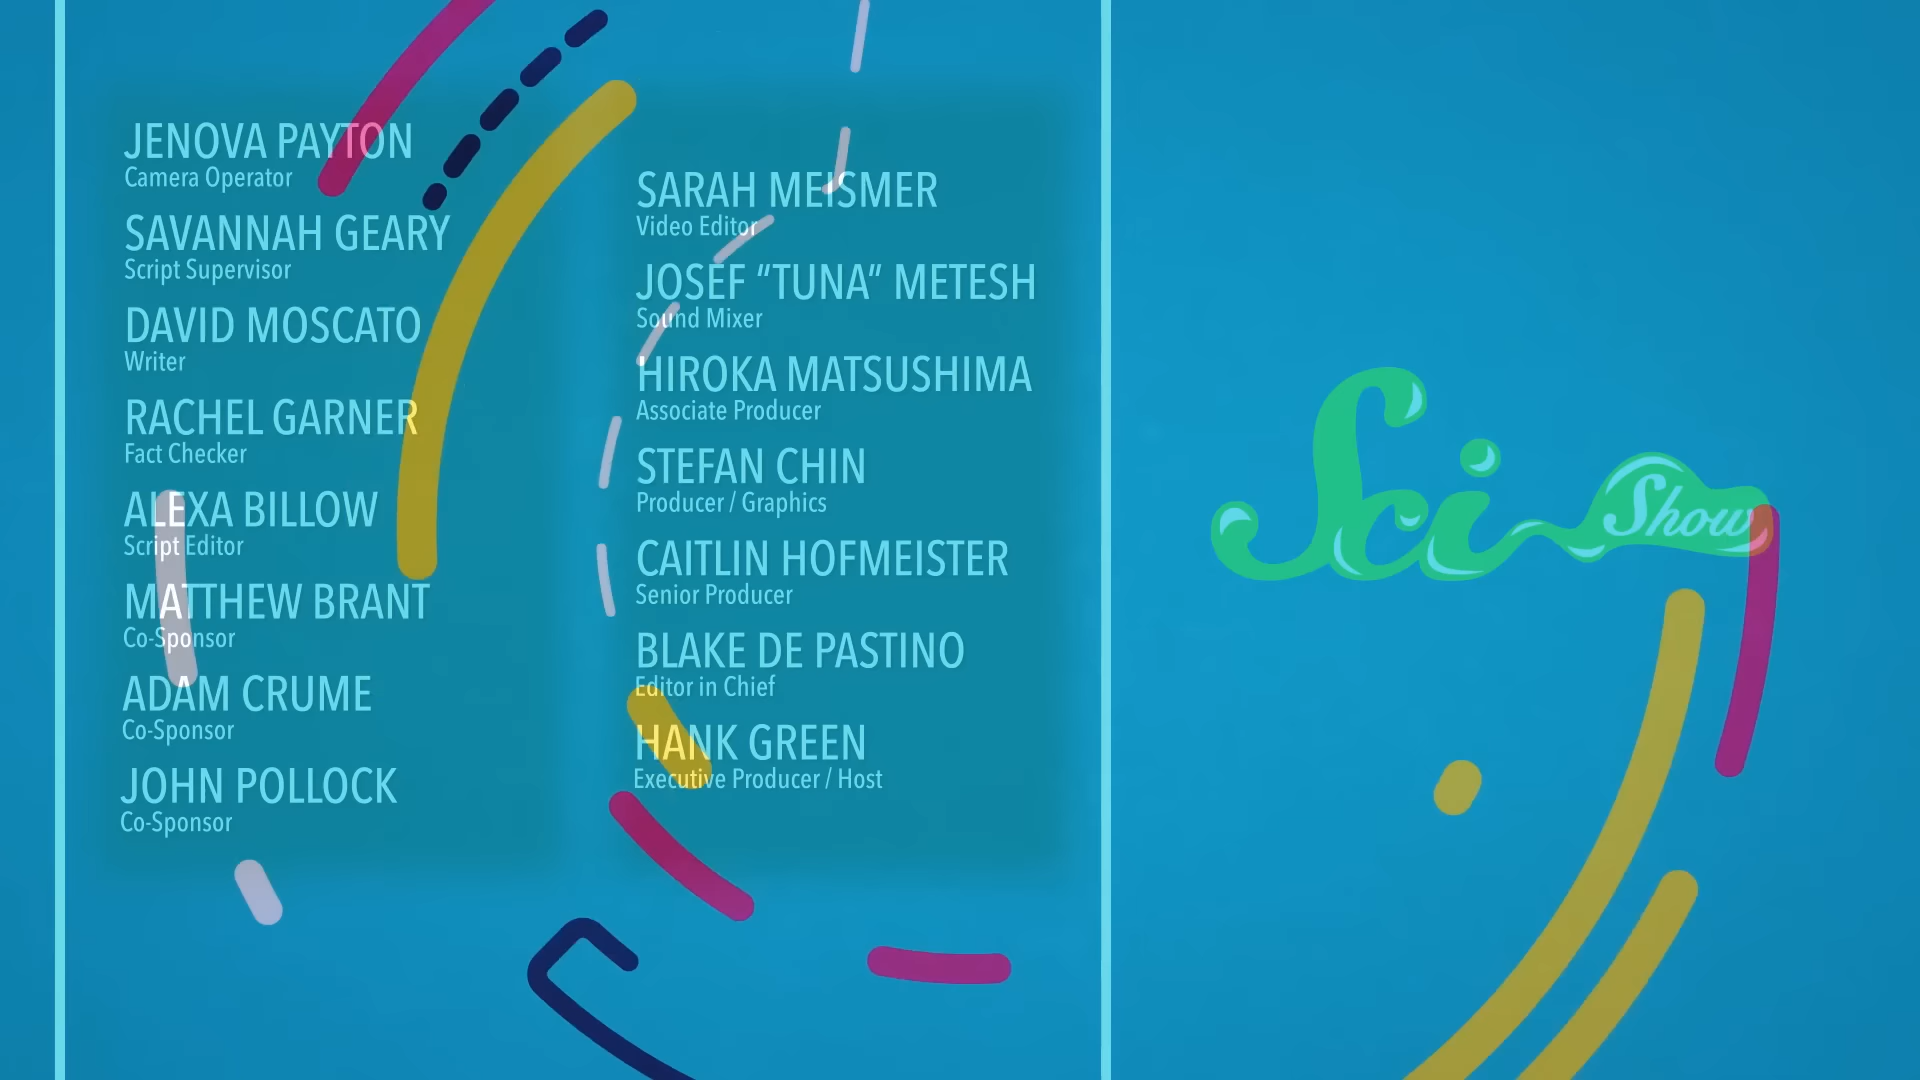 JENOVA PAYTON
Camera Operator
SAVANNAH GEARY
Script Supervisor
DAVID MOSCATO
Writer
RACHEL GARNER
Fact Checker
ALEXA BILLOW
Script Editor
MATTHEW BRANT
Co-Sponsor
ADAM CRUME
Co-Sponsor
JOHN POLLOCK
Co-Sponsor
SARAH MEISMER
Video Editor
JOSEF “TUNA” METESH
Sound Mixer
HIROKA MATSUSHIMA
Associate Producer
STEFAN CHIN
Producer / Graphics
CAITLIN HOFMEISTER
Senior Producer
BLAKE DE PASTINO
Editor in Chief
HANK GREEN
Executive Producer / Host
Sci Show